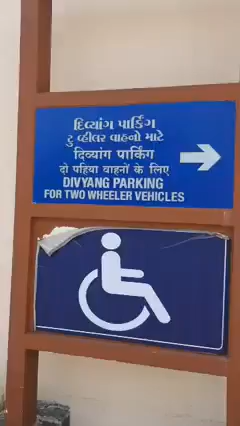 દિવ્યાંગ પાર્કિંગ
ટુ વ્હીલર વાહનો માટે
दिव्यांग पार्किंग
दो पहिया वाहनों के लिए
DIVYANG PARKING
FOR TWO WHEELER VEHICLES